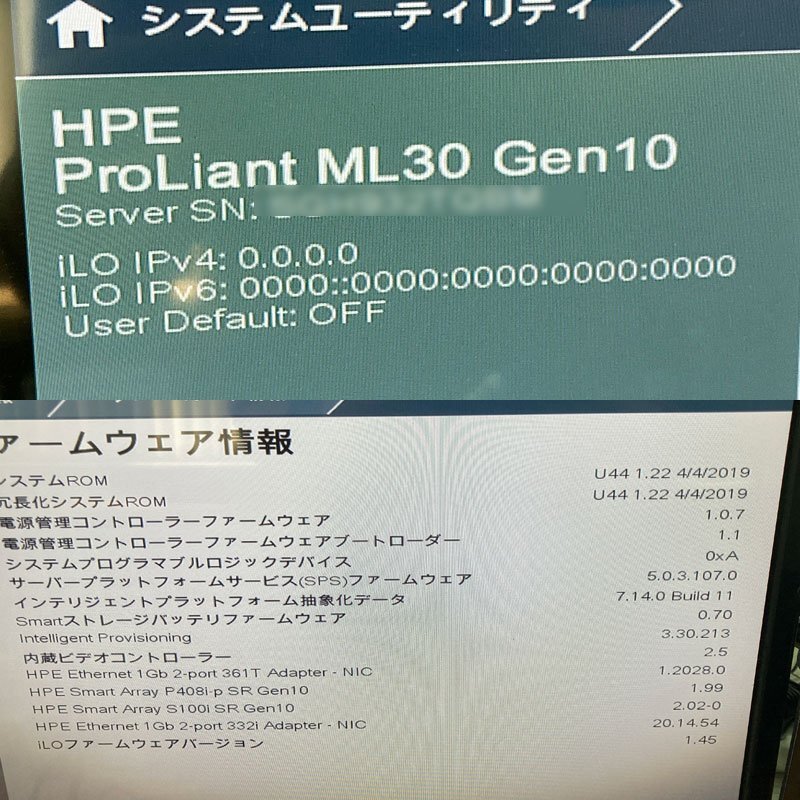 システムユーティリティ
HPE
ProLiant ML30 Gen10
Server SN:
iLO IPv4: 0.0.0.0
iLO IPv6: 0000::0000:0000:0000:0000
User Default: OFF
ァームウェア情報
システムROM U44 1.22 4/4/2019
冗長化システムROM U44 1.22 4/4/2019
電源管理コントローラーファームウェア 1.0.7
電源管理コントローラーファームウェアブートローダー 1.1
システムプログラマブルロジックデバイス 0xA
サーバープラットフォームサービス(SPS)ファームウェア 5.0.3.107.0
インテリジェントプラットフォーム抽象化データ 7.14.0 Build 11
Smartストレージバッテリファームウェア 0.70
Intelligent Provisioning 3.30.213
内蔵ビデオコントローラー 2.5
HPE Ethernet 1Gb 2-port 361T Adapter - NIC 1.2028.0
HPE Smart Array P408i-p SR Gen10 1.99
HPE Smart Array S100i SR Gen10 2.02-0
HPE Ethernet 1Gb 2-port 332i Adapter - NIC 20.14.54
iLOファームウェアバージョン 1.45